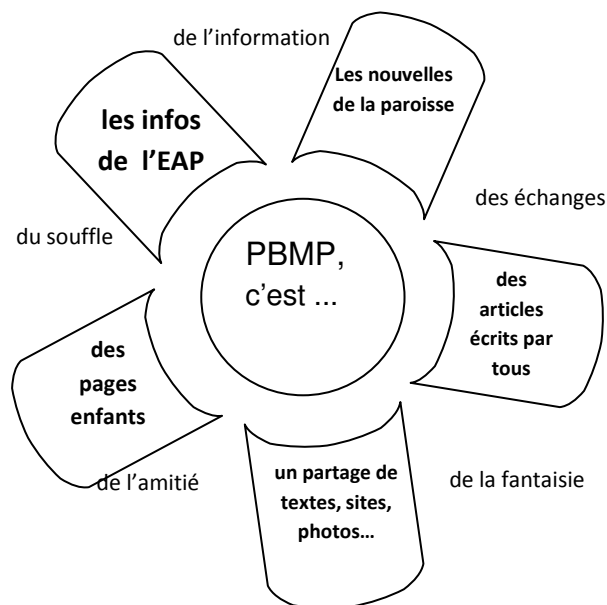 de l’information
Les nouvelles
de la paroisse
les infos
de l’EAP
des échanges
du souffle
PBMP,
c’est ...
des
articles
écrits par
tous
des
pages
enfants
de l’amitié
un partage de
textes, sites,
photos...
de la fantaisie